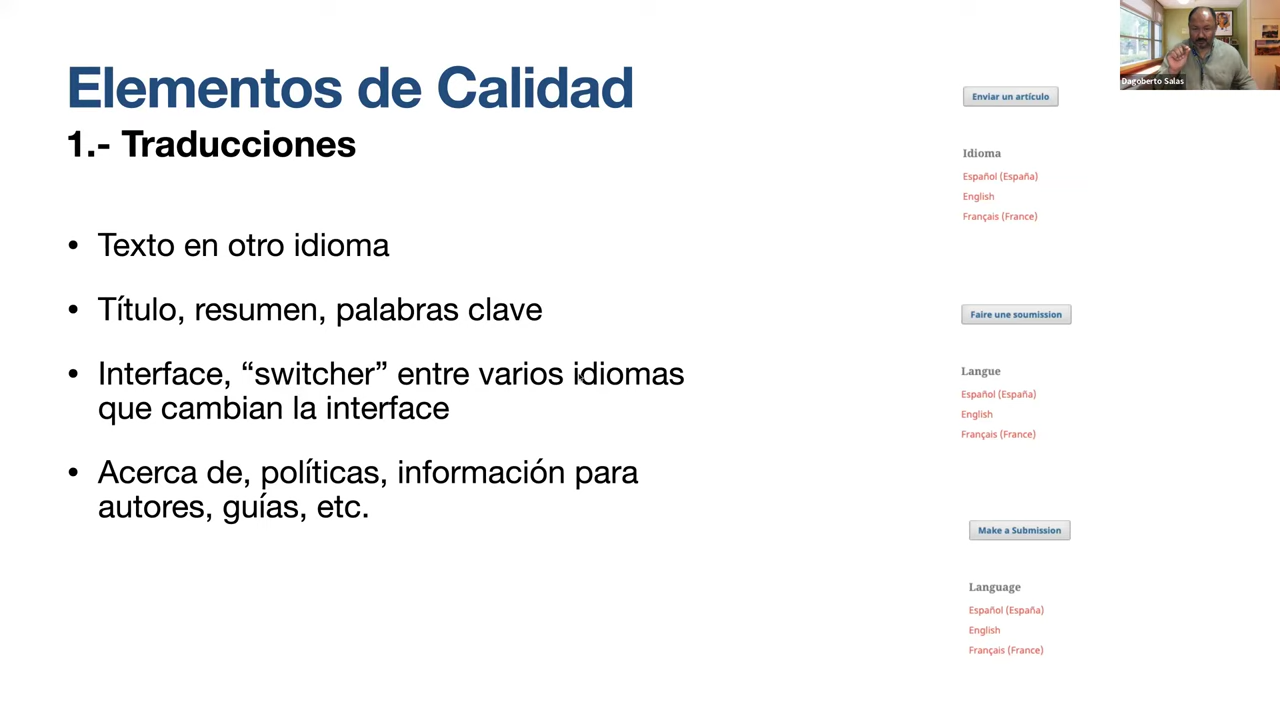 Elementos de Calidad
1.- Traducciones
• Texto en otro idioma
• Título, resumen, palabras clave
• Interface, “switcher” entre varios idiomas
que cambian la interface
• Acerca de, políticas, información para
autores, guías, etc.
Enviar un artículo
Idioma
Español (España)
English
Français (France)
Faire une soumission
Langue
Español (España)
English
Français (France)
Make a Submission
Language
Español (España)
English
Français (France)
Dagoberto Salas